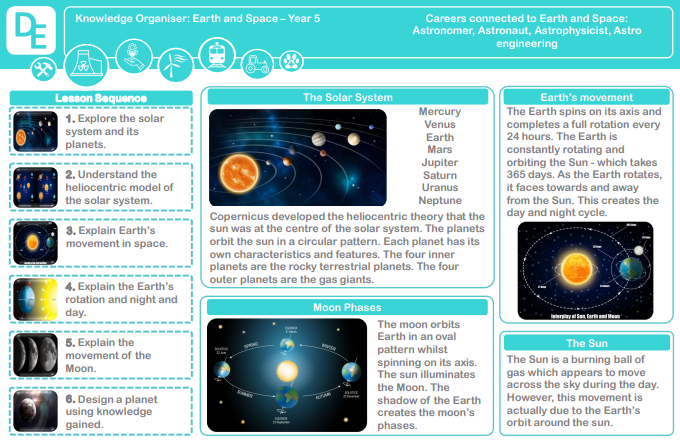 DE
Knowledge Organiser: Earth and Space – Year 5
Careers connected to Earth and Space:
Astronomer, Astronaut, Astrophysicist, Astro
engineering
Lesson Sequence
1. Explore the solar
system and its
planets.
2. Understand the
heliocentric model of
the solar system.
3. Explain Earth's
movement in space.
4. Explain the Earth's
rotation and night and
day.
5. Explain the
movement of the
Moon.
6. Design a planet
using knowledge
gained.
The Solar System
Mercury
Venus
Earth
Mars
Jupiter
Saturn
Uranus
Neptune
Copernicus developed the heliocentric theory that the
sun was at the centre of the solar system. The planets
orbit the sun in a circular pattern. Each planet has its
own characteristics and features. The four inner
planets are the rocky terrestrial planets. The four
outer planets are the gas giants.
Moon Phases
SPRING
WINTER
SUMMER
AUTUMN
The moon orbits
Earth in an oval
pattern whilst
spinning on its axis.
The sun illuminates
the Moon. The
shadow of the Earth
creates the moon's
phases.
Earth's movement
The Earth spins on its axis and
completes a full rotation every
24 hours. The Earth is
constantly rotating and
orbiting the Sun - which takes
365 days. As the Earth rotates,
it faces towards and away
from the Sun. This creates the
day and night cycle.
Interplay of Sun, Earth and Moon
The Sun
The Sun is a burning ball of
gas which appears to move
across the sky during the day.
However, this movement is
actually due to the Earth's
orbit around the sun.